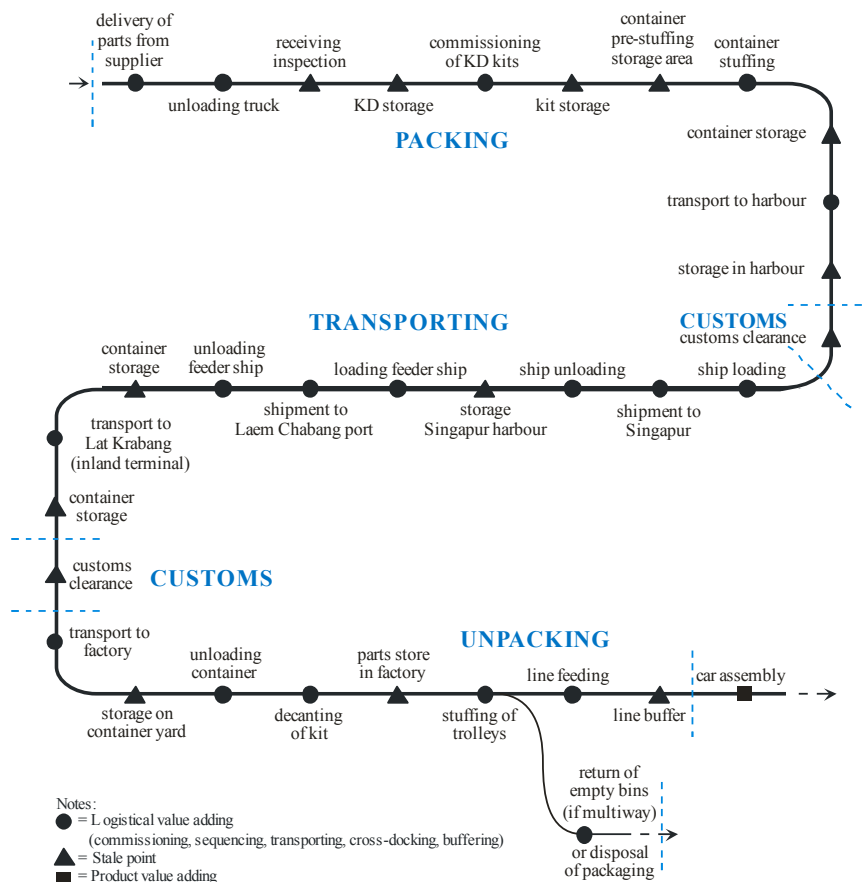 delivery of
parts from
supplier
unloading truck
receiving
inspection
KD storage
commissioning
of KD kits
kit storage
container
pre-stuffing
storage area
container
stuffing
PACKING
container storage
transport to harbour
storage in harbour
CUSTOMS
customs clearance
TRANSPORTING
ship loading
shipment to
Singapur
ship unloading
storage
Singapur harbour
loading feeder ship
shipment to
Laem Chabang port
unloading
feeder ship
container
storage
transport to
Lat Krabang
(inland terminal)
container
storage
customs
clearance
CUSTOMS
transport to
factory
UNPACKING
storage on
container yard
unloading
container
decanting
of kit
parts store
in factory
stuffing of
trolleys
line feeding
line buffer
car assembly
return of
empty bins
(if multiway)
or disposal
of packaging
Notes:
= Logistical value adding
(commissioning, sequencing, transporting, cross-docking, buffering)
= Stale point
= Product value adding